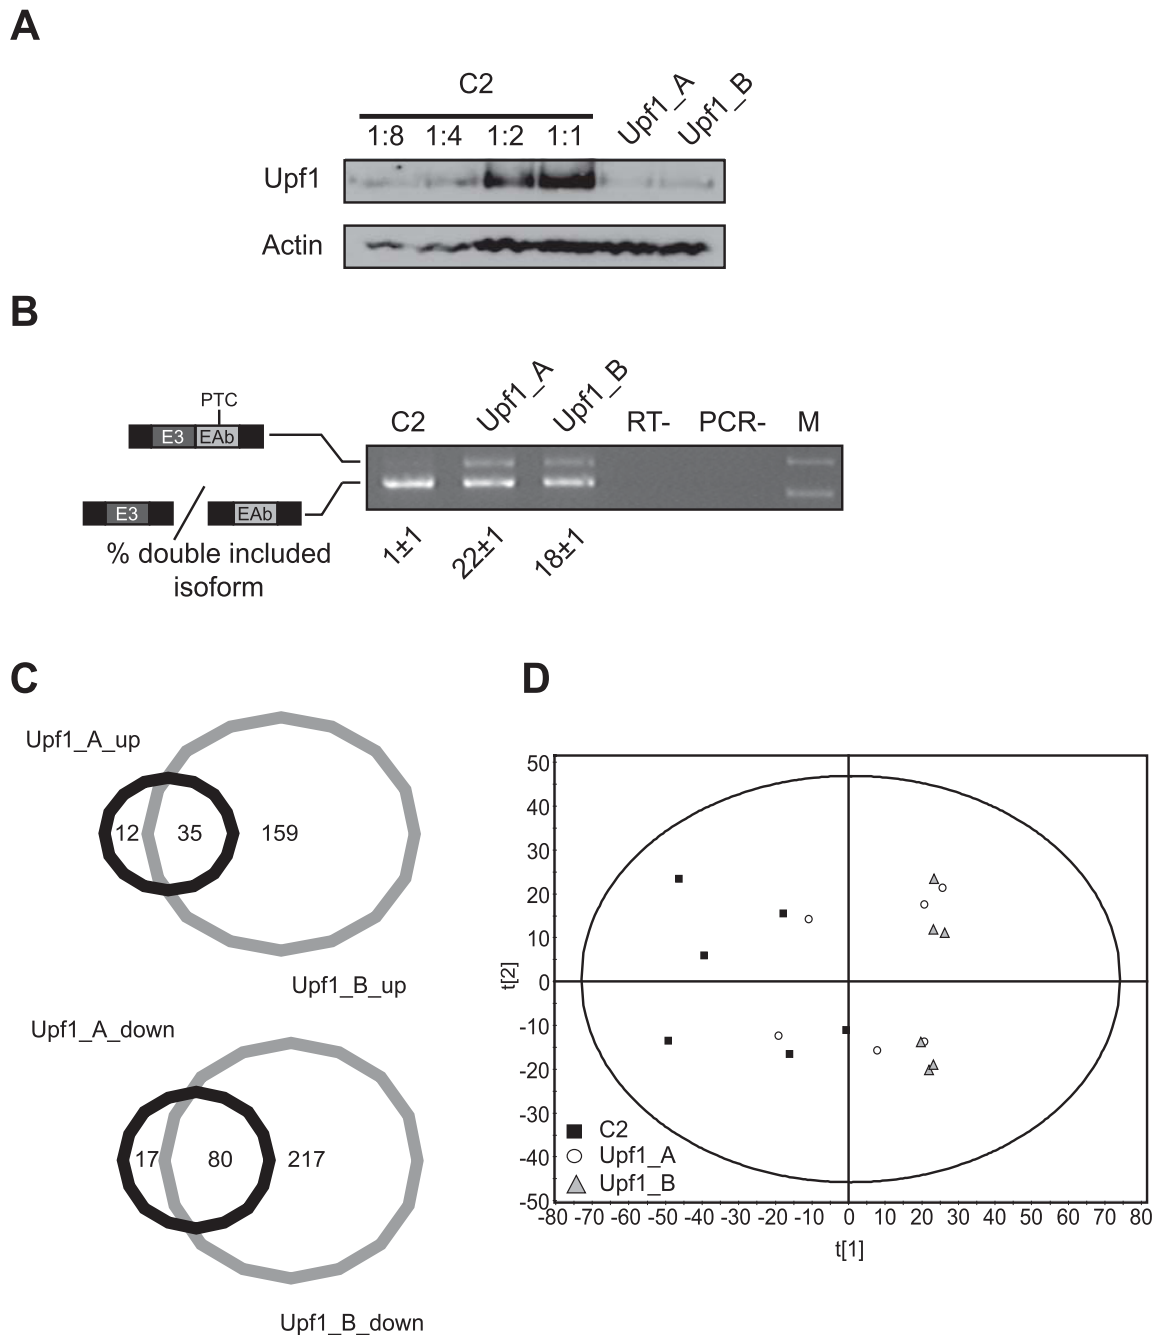 A
C2
1:8 1:4 1:2 1:1 Upf1_A Upf1_B
Upf1
Actin
B
PTC
E3 EAb
E3 EAb
% double included
isoform
C2 Upf1_A Upf1_B RT- PCR- M
1±1 22±1 18±1
C
Upf1_A_up
12 35 159
Upf1_B_up
Upf1_A_down
17 80 217
Upf1_B_down
D
50
40
30
20
10
0
-10
-20
-30
-40
-50
t[2]
C2
Upf1_A
Upf1_B
-80 -70 -60 -50 -40 -30 -20 -10 0 10 20 30 40 50 60 70 80
t[1]